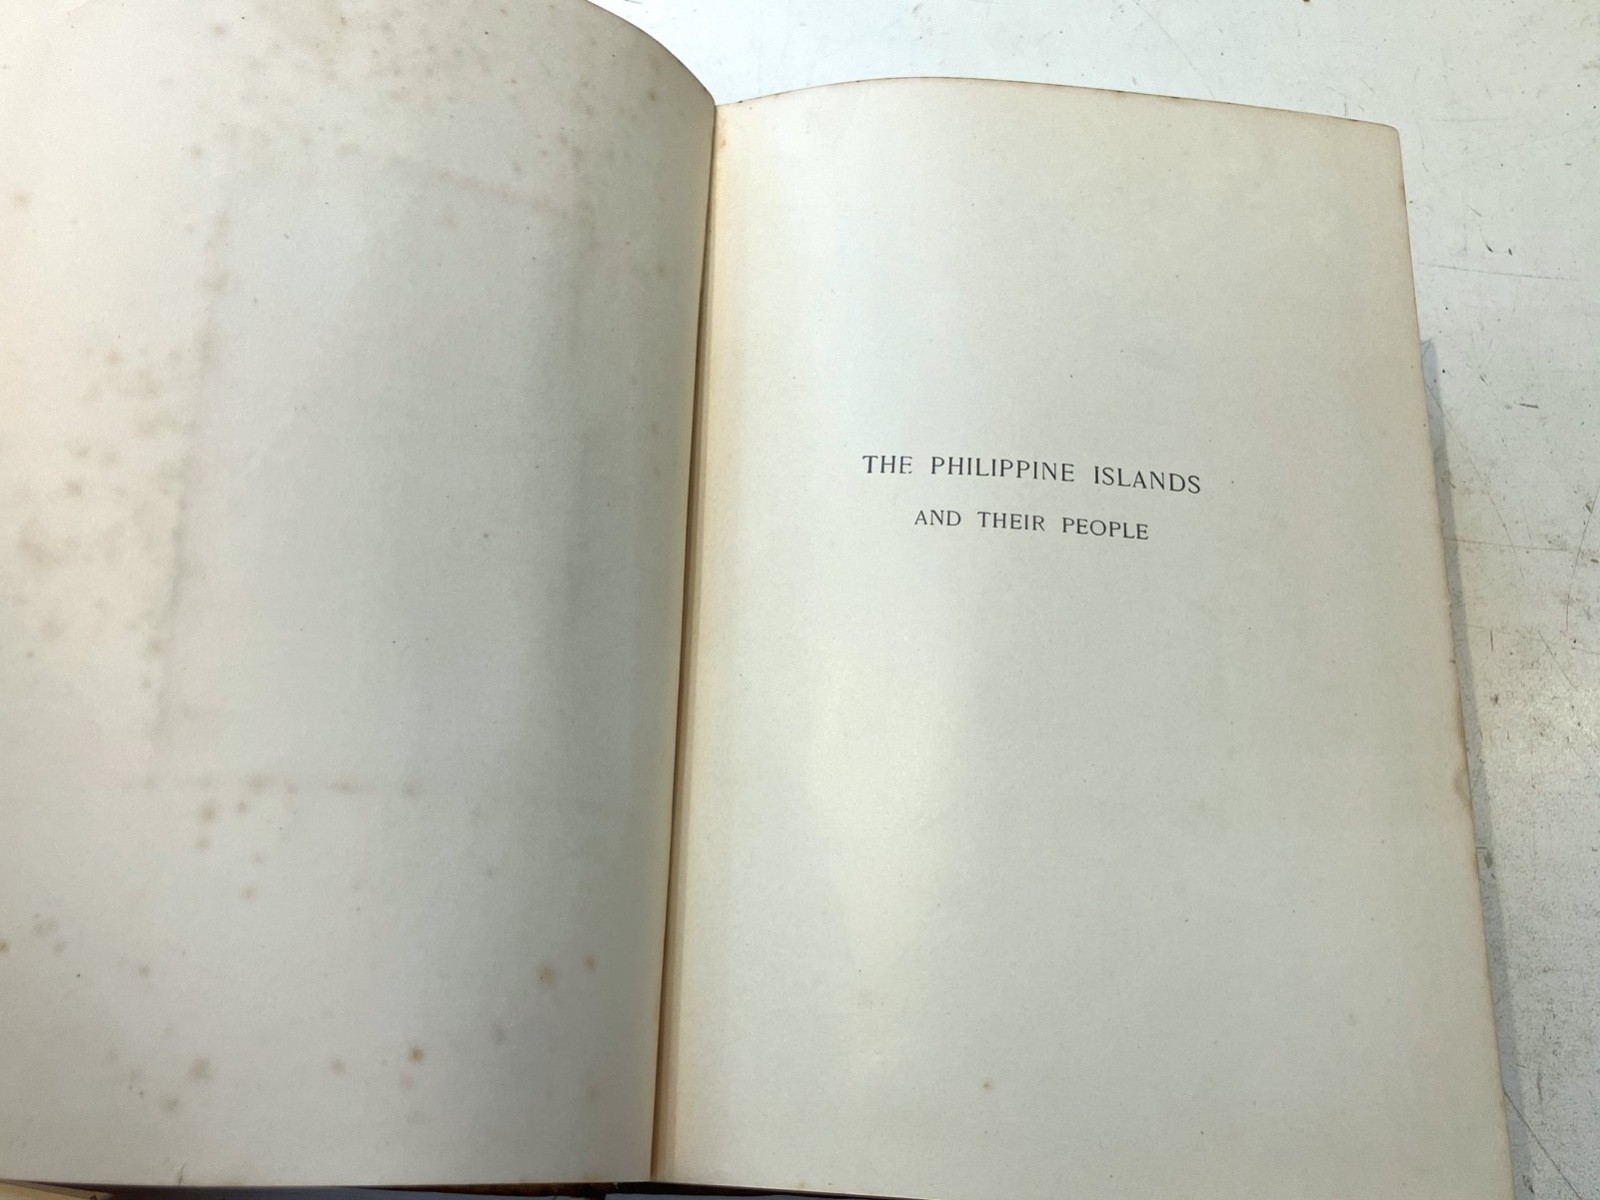 THE PHILIPPINE ISLANDS
AND THEIR PEOPLE